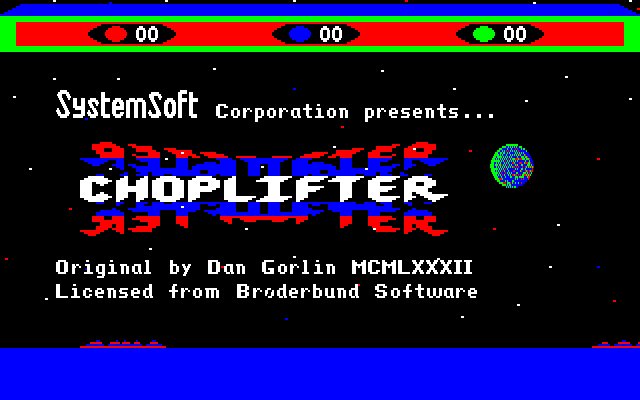 00 00 00
SystemSoft Corporation presents...
CHOPLIFTER
Original by Dan Gorlin MCMLXXXII
Licensed from Broderbund Software